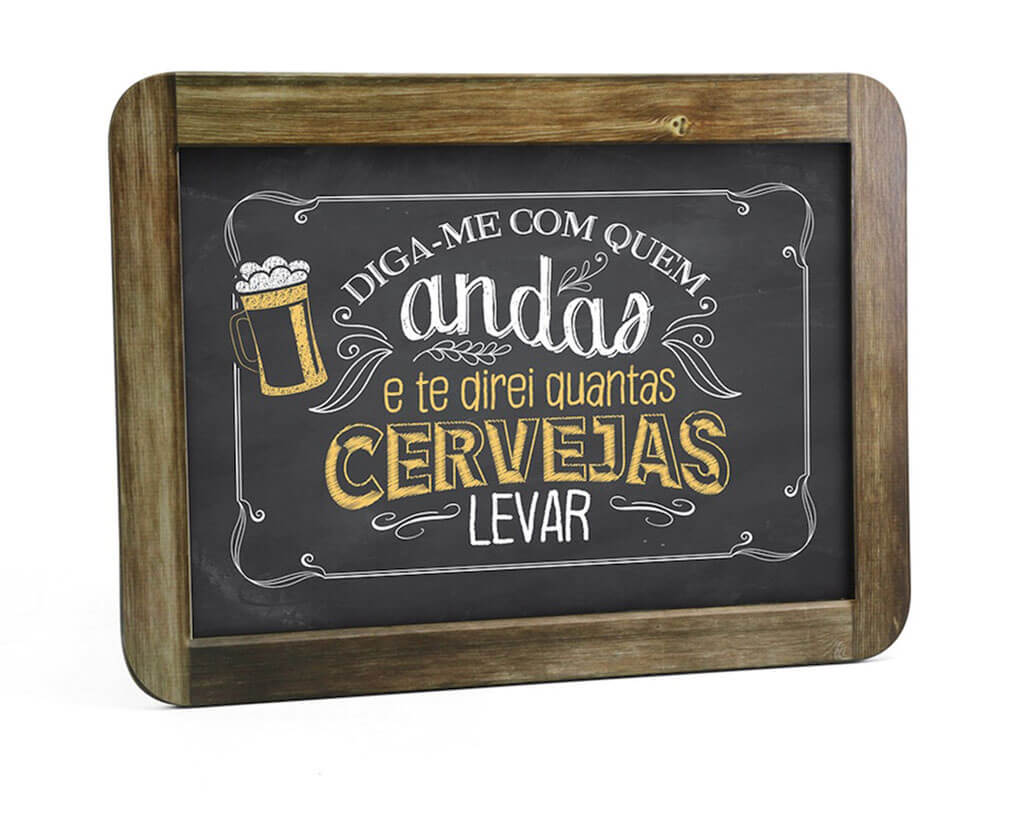 DIGA-ME COM QUEM
andas
e te direi quantas
CERVEJAS
LEVAR